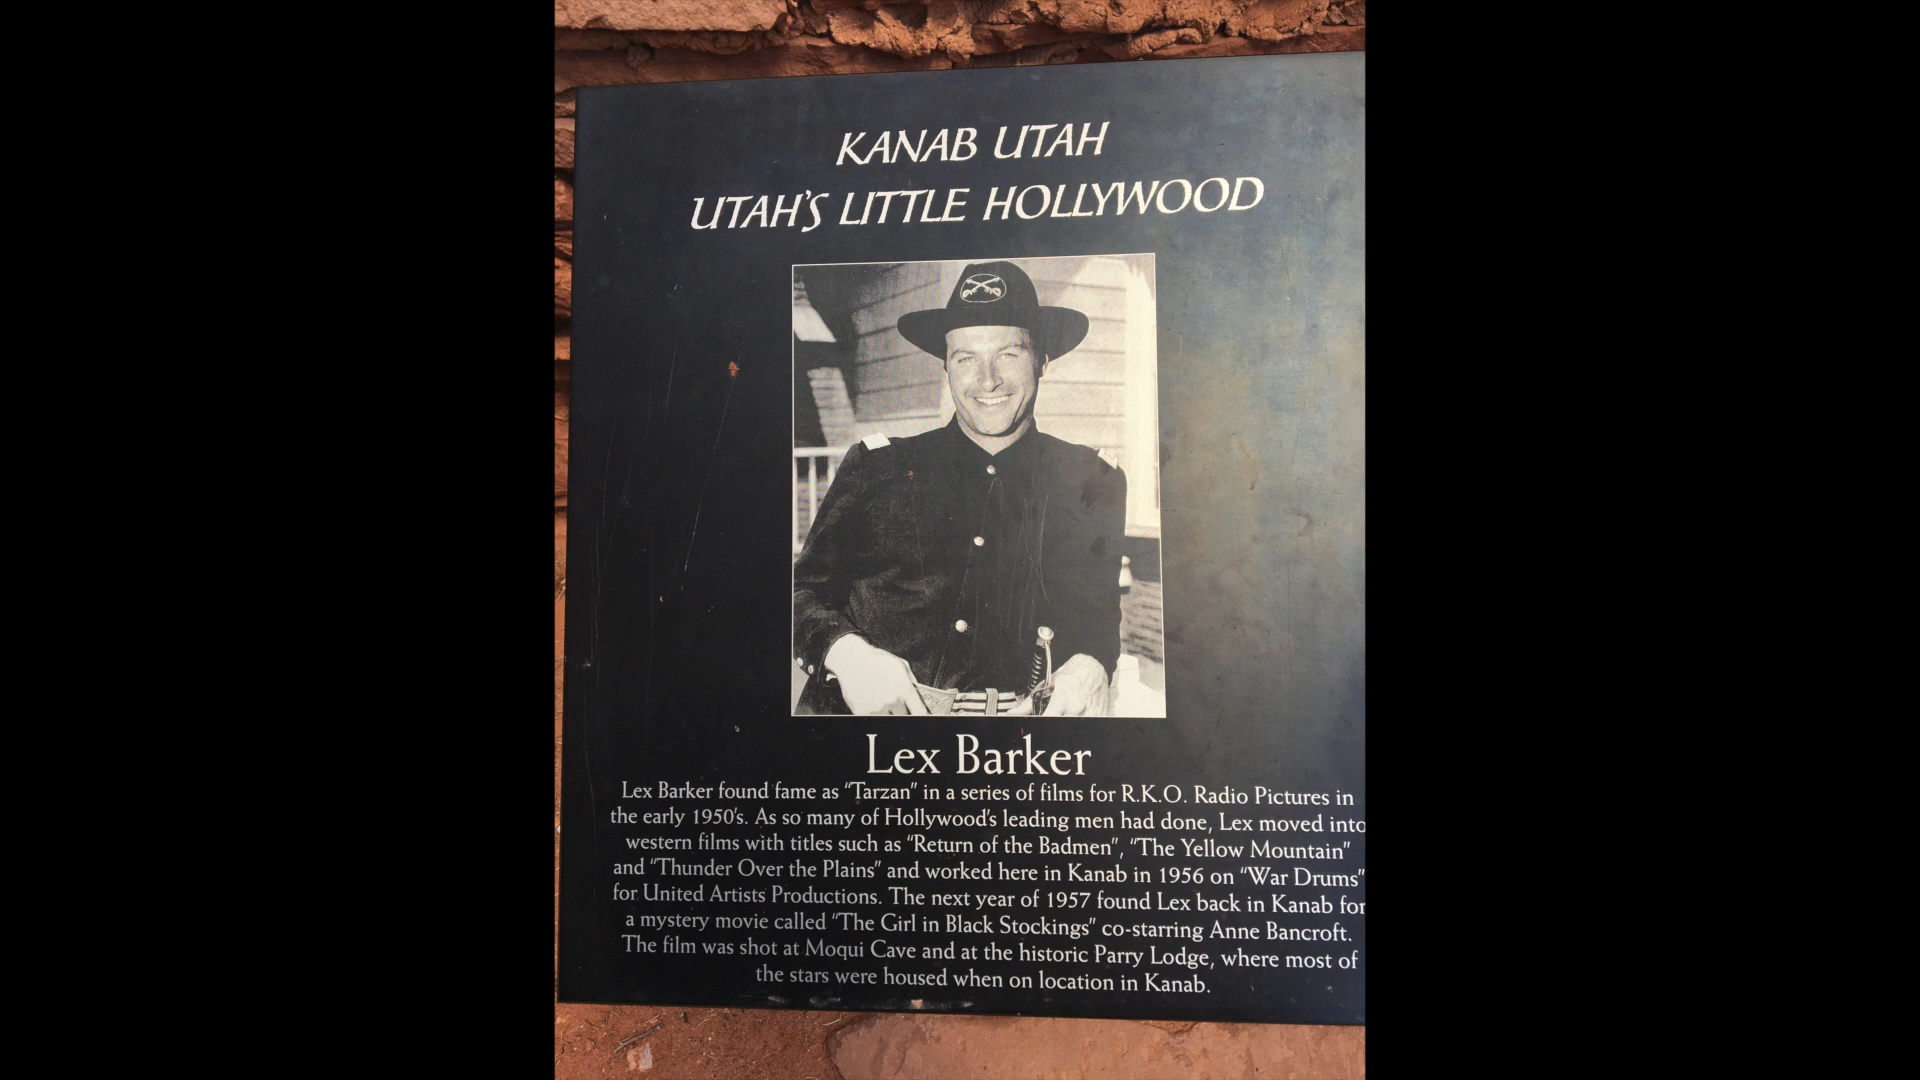 KANAB UTAH
UTAH'S LITTLE HOLLYWOOD
Lex Barker
Lex Barker found fame as "Tarzan" in a series of films for R.K.O. Radio Pictures in
the early 1950's. As so many of Hollywood's leading men had done, Lex moved into
western films with titles such as "Return of the Badmen", "The Yellow Mountain"
and "Thunder Over the Plains" and worked here in Kanab in 1956 on "War Drums"
for United Artists Productions. The next year of 1957 found Lex back in Kanab for
a mystery movie called "The Girl in Black Stockings" co-starring Anne Bancroft.
The film was shot at Moqui Cave and at the historic Parry Lodge, where most of
the stars were housed when on location in Kanab.